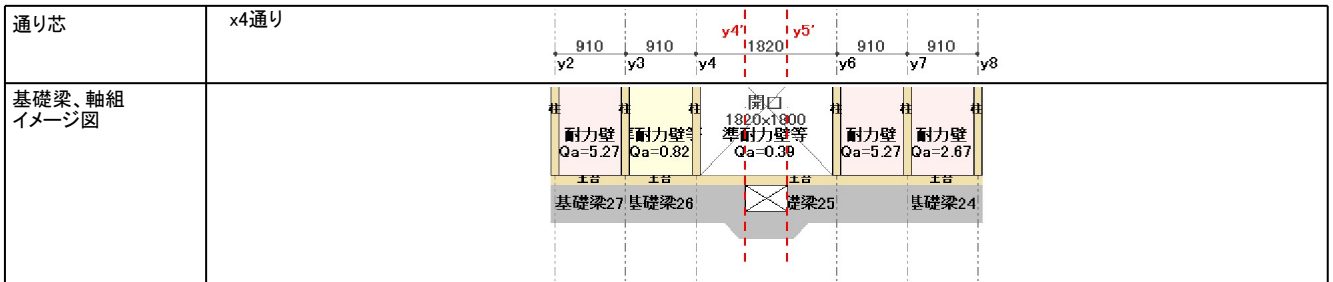 通り芯
x4通り
y4' y5'
910 910 1820 910 910
y2 y3 y4 y6 y7 y8
基礎梁、軸組
イメージ図
柱 柱 柱 開口 柱 柱 柱
1820×1800
耐力壁 準耐力壁等 準耐力壁等 耐力壁 耐力壁
Qa=5.27 Qa=0.82 Qa=0.39 Qa=5.27 Qa=2.67
土台 土台 土台 土台
基礎梁27 基礎梁26 礎梁25 基礎梁24